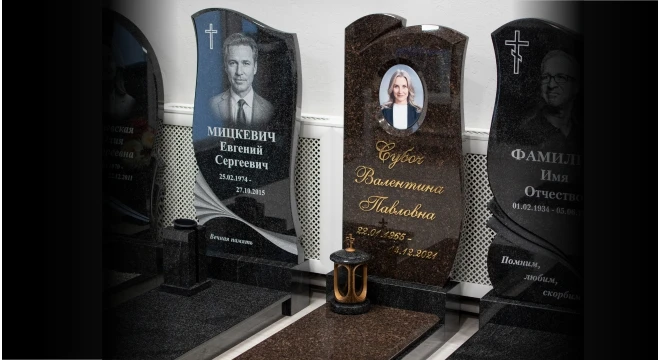 МИЦКЕВИЧ
Евгений
Сергеевич
25.02.1974 -
27.10.2015
Вечная память
Субоч
Валентина
Павловна
22.01.1965 -
12.2021
ФАМИЛ
Имя
Отчество
01.02.1934 - 05.
Помним,
любим,
скорбим